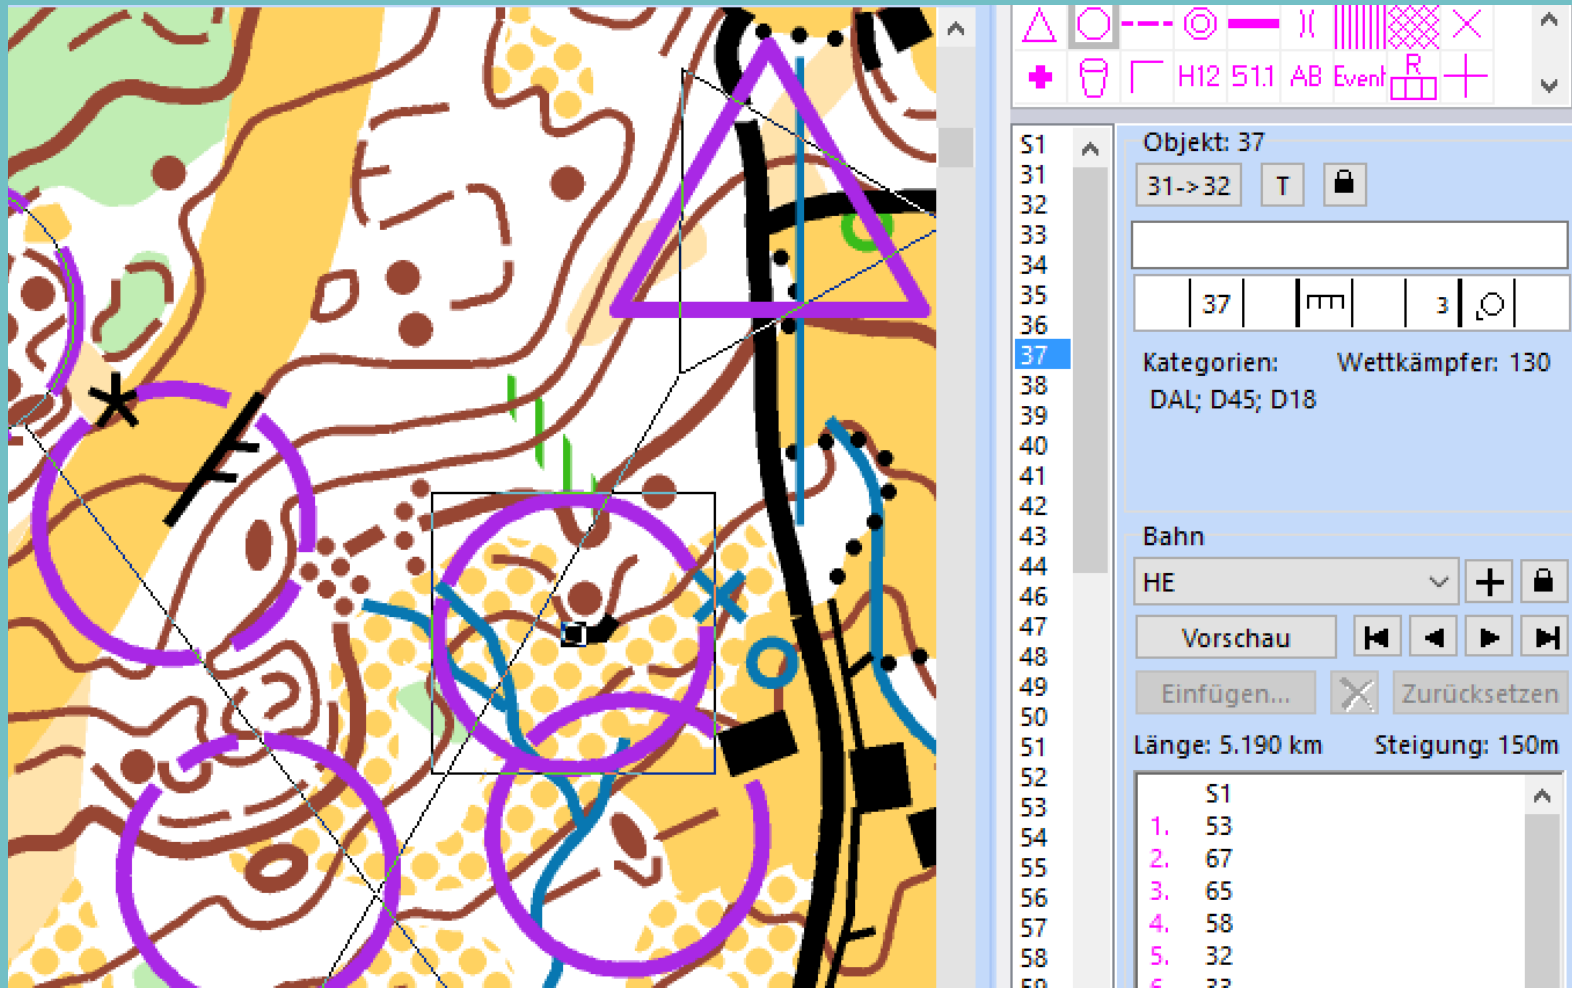 H12 51.1 AB Event R
S1
31
32
33
34
35
36
37
38
39
40
41
42
43
44
46
47
48
49
50
51
52
53
54
55
56
57
58
59
Objekt: 37
31->32 T
37 3
Kategorien: Wettkämpfer: 130
DAL; D45; D18
Bahn
HE
Vorschau
Einfügen... Zurücksetzen
Länge: 5.190 km Steigung: 150m
S1
1. 53
2. 67
3. 65
4. 58
5. 32
6. 33